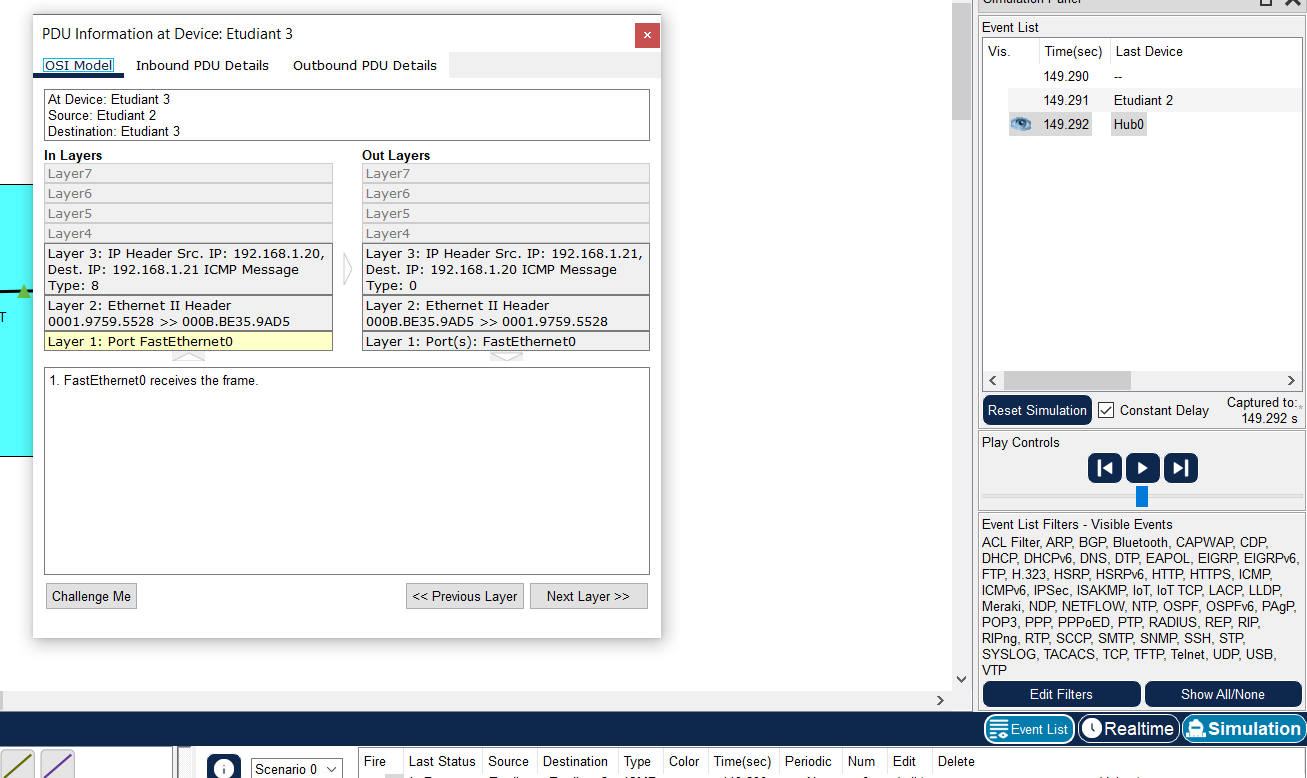 PDU Information at Device: Etudiant 3
OSI Model Inbound PDU Details Outbound PDU Details
At Device: Etudiant 3
Source: Etudiant 2
Destination: Etudiant 3
In Layers
Layer7
Layer6
Layer5
Layer4
Layer 3: IP Header Src. IP: 192.168.1.20,
Dest. IP: 192.168.1.21 ICMP Message
Type: 8
Layer 2: Ethernet II Header
0001.9759.5528 >> 000B.BE35.9AD5
Layer 1: Port FastEthernet0
Out Layers
Layer7
Layer6
Layer5
Layer4
Layer 3: IP Header Src. IP: 192.168.1.21,
Dest. IP: 192.168.1.20 ICMP Message
Type: 0
Layer 2: Ethernet II Header
000B.BE35.9AD5 >> 0001.9759.5528
Layer 1: Port(s): FastEthernet0
1. FastEthernet0 receives the frame.
Challenge Me << Previous Layer Next Layer >>
T
Simulation Panel
Event List
Vis. Time(sec) Last Device
149.290 --
149.291 Etudiant 2
149.292 Hub0
Reset Simulation Constant Delay Captured to:
149.292 s
Play Controls
Event List Filters - Visible Events
ACL Filter, ARP, BGP, Bluetooth, CAPWAP, CDP,
DHCP, DHCPv6, DNS, DTP, EAPOL, EIGRP, EIGRPv6,
FTP, H.323, HSRP, HSRPv6, HTTP, HTTPS, ICMP,
ICMPv6, IPSec, ISAKMP, IoT, IoT TCP, LACP, LLDP,
Meraki, NDP, NETFLOW, NTP, OSPF, OSPFv6, PAgP,
POP3, PPP, PPPoED, PTP, RADIUS, REP, RIP,
RIPng, RTP, SCCP, SMTP, SNMP, SSH, STP,
SYSLOG, TACACS, TCP, TFTP, Telnet, UDP, USB,
VTP
Edit Filters Show All/None
Event List Realtime Simulation
Scenario 0
Fire Last Status Source Destination Type Color Time(sec) Periodic Num Edit Delete